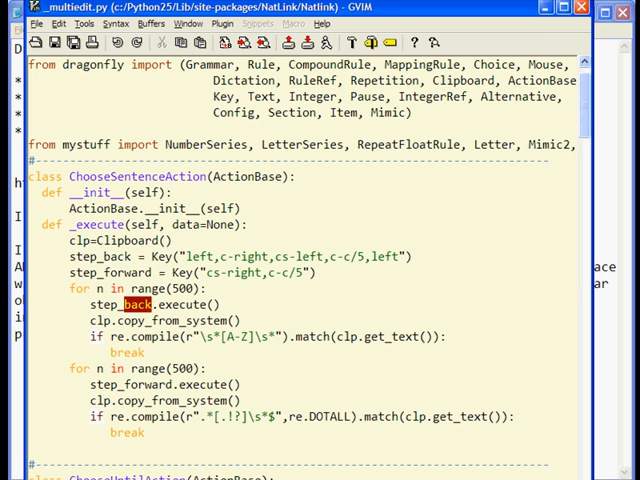 _multiedit.py (C:\Python25\Lib\site-packages\NatLink\Natlink) - GVIM
File Edit Tools Syntax Buffers Window Plugin Snippets Macro Help
from dragonfly import (Grammar, Rule, CompoundRule, MappingRule, Choice, Mouse,
Dictation, RuleRef, Repetition, Clipboard, ActionBase
Key, Text, Integer, Pause, IntegerRef, Alternative,
Config, Section, Item, Mimic)
from mystuff import NumberSeries, LetterSeries, RepeatFloatRule, Letter, Mimic2,
#---------------------------------------------------------------------------
class ChooseSentenceAction(ActionBase):
def __init__(self):
ActionBase.__init__(self)
def _execute(self, data=None):
clp=Clipboard()
step_back = Key("left,c-right,cs-left,c-c/5,left")
step_forward = Key("cs-right,c-c/5")
for n in range(500):
step_back.execute()
clp.copy_from_system()
if re.compile(r"\s*[A-Z]\s*").match(clp.get_text()):
break
for n in range(500):
step_forward.execute()
clp.copy_from_system()
if re.compile(r".*[.!?]\s*$",re.DOTALL).match(clp.get_text()):
break
#---------------------------------------------------------------------------
class ChooseUntilAction(ActionBase):